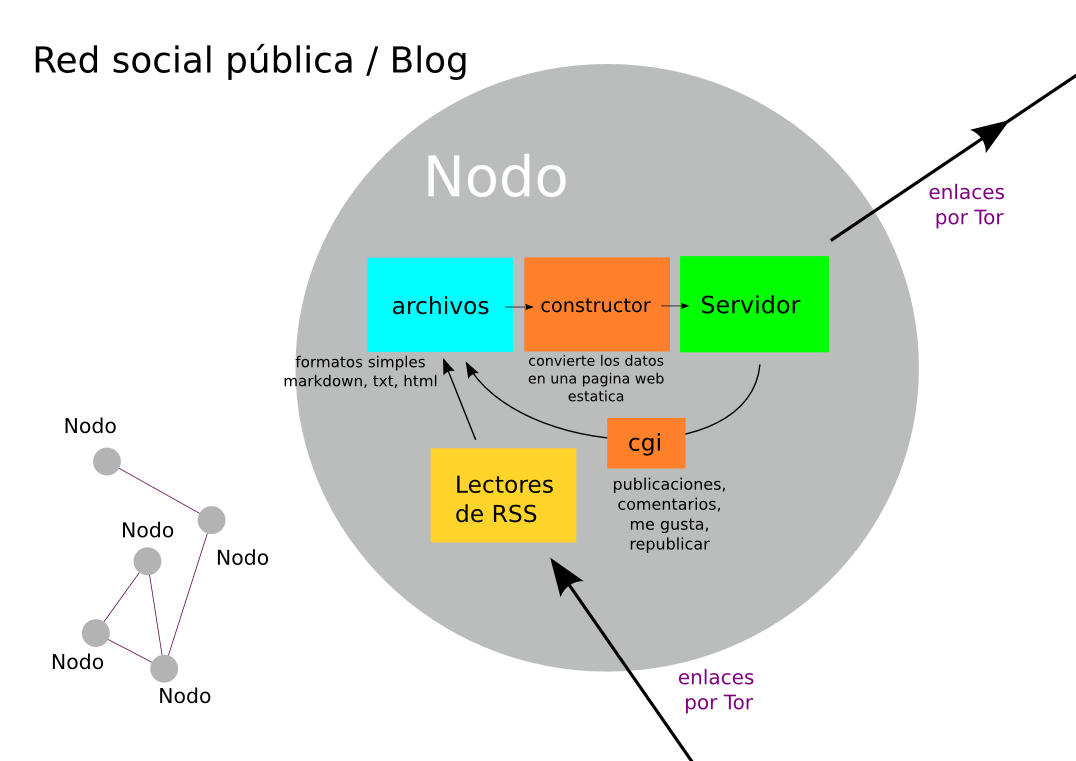 Red social pública / Blog
Nodo
enlaces
por Tor
archivos
constructor
Servidor
formatos simples
markdown, txt, html
convierte los datos
en una pagina web
estatica
cgi
publicaciones,
comentarios,
me gusta,
republicar
Lectores
de RSS
enlaces
por Tor
Nodo
Nodo
Nodo
Nodo
Nodo